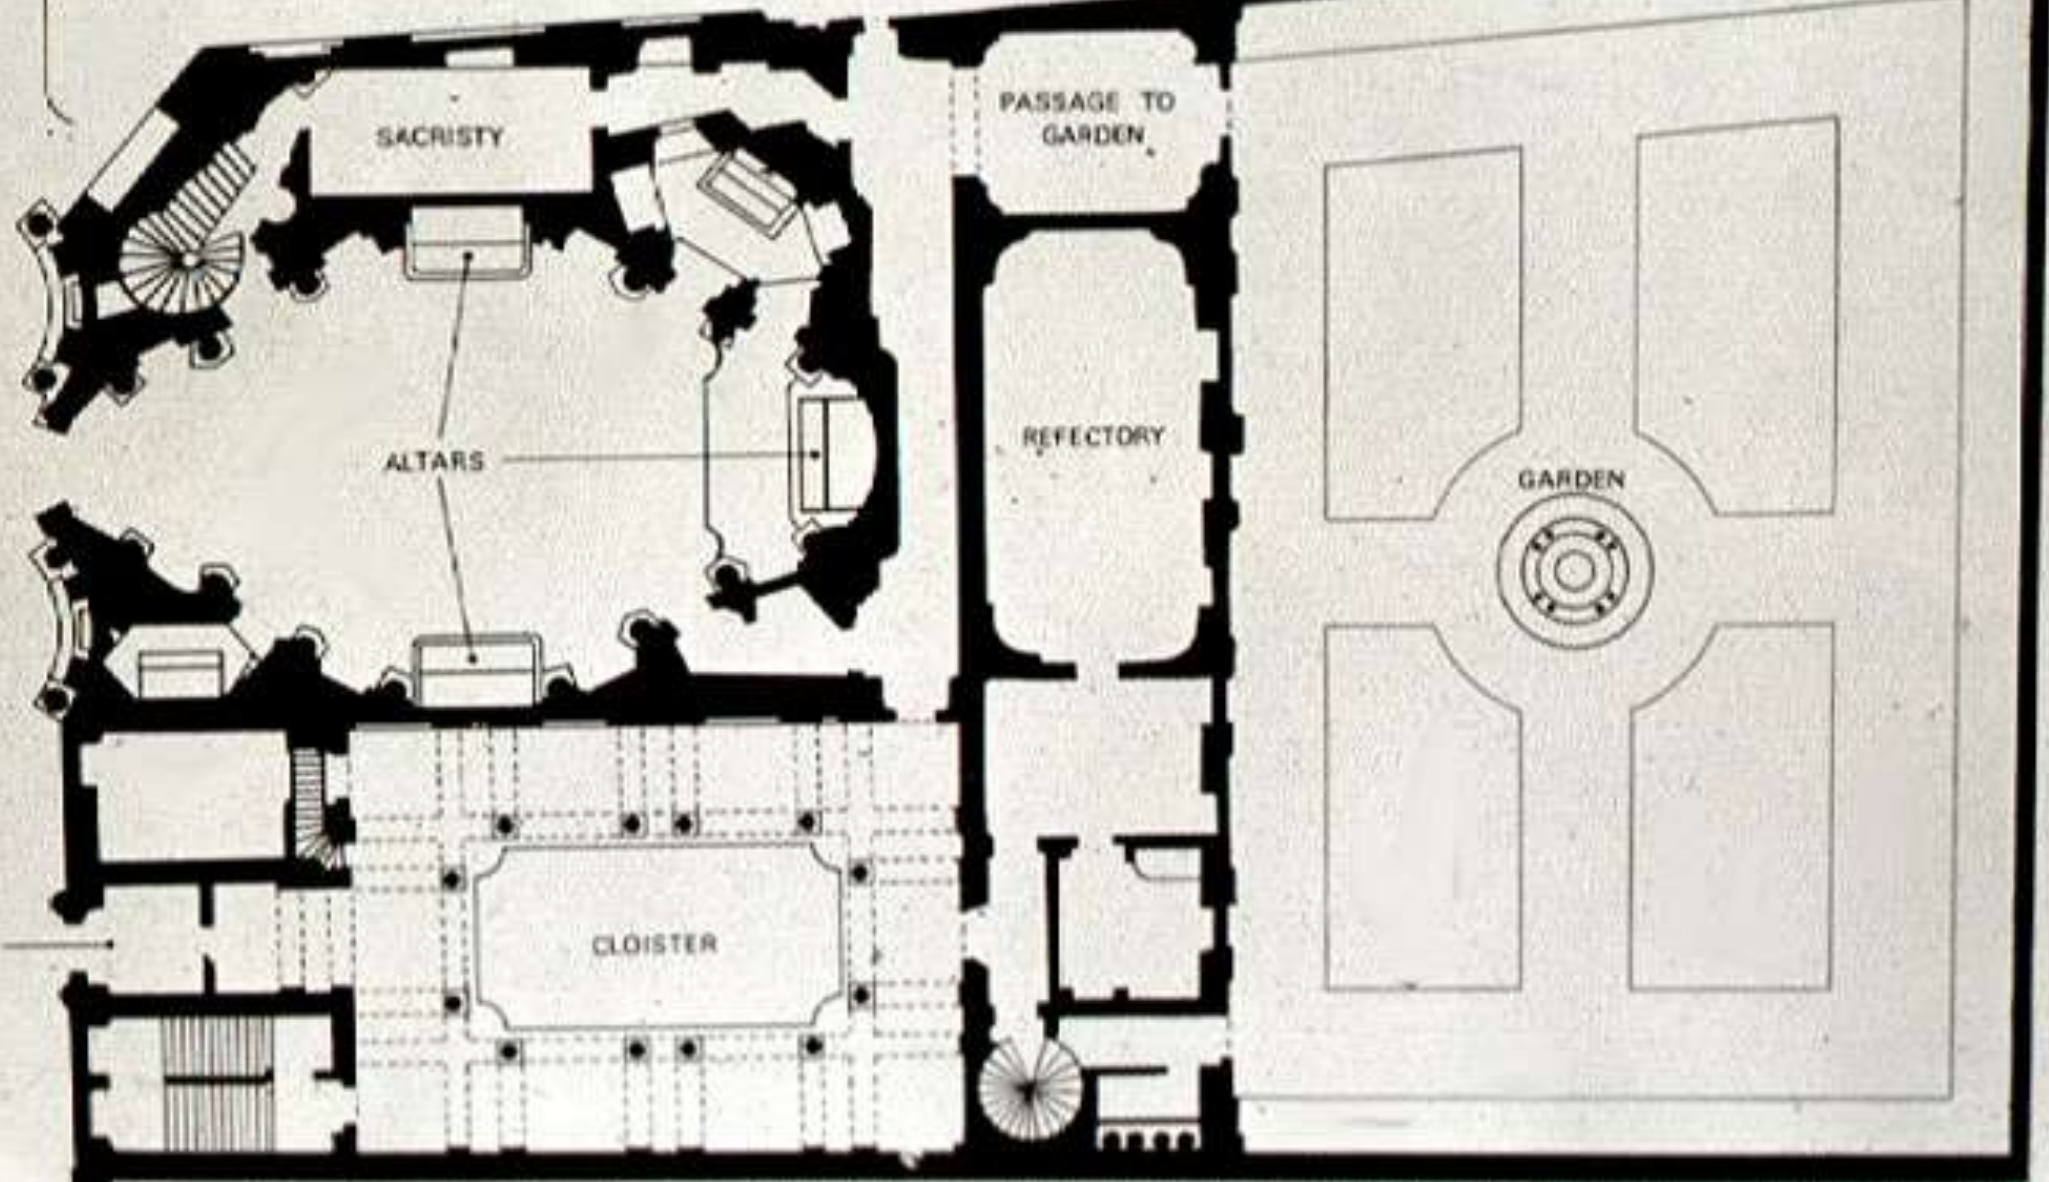 PASSAGE TO
GARDEN
SACRISTY
REFECTORY
ALTARS
GARDEN
CLOISTER